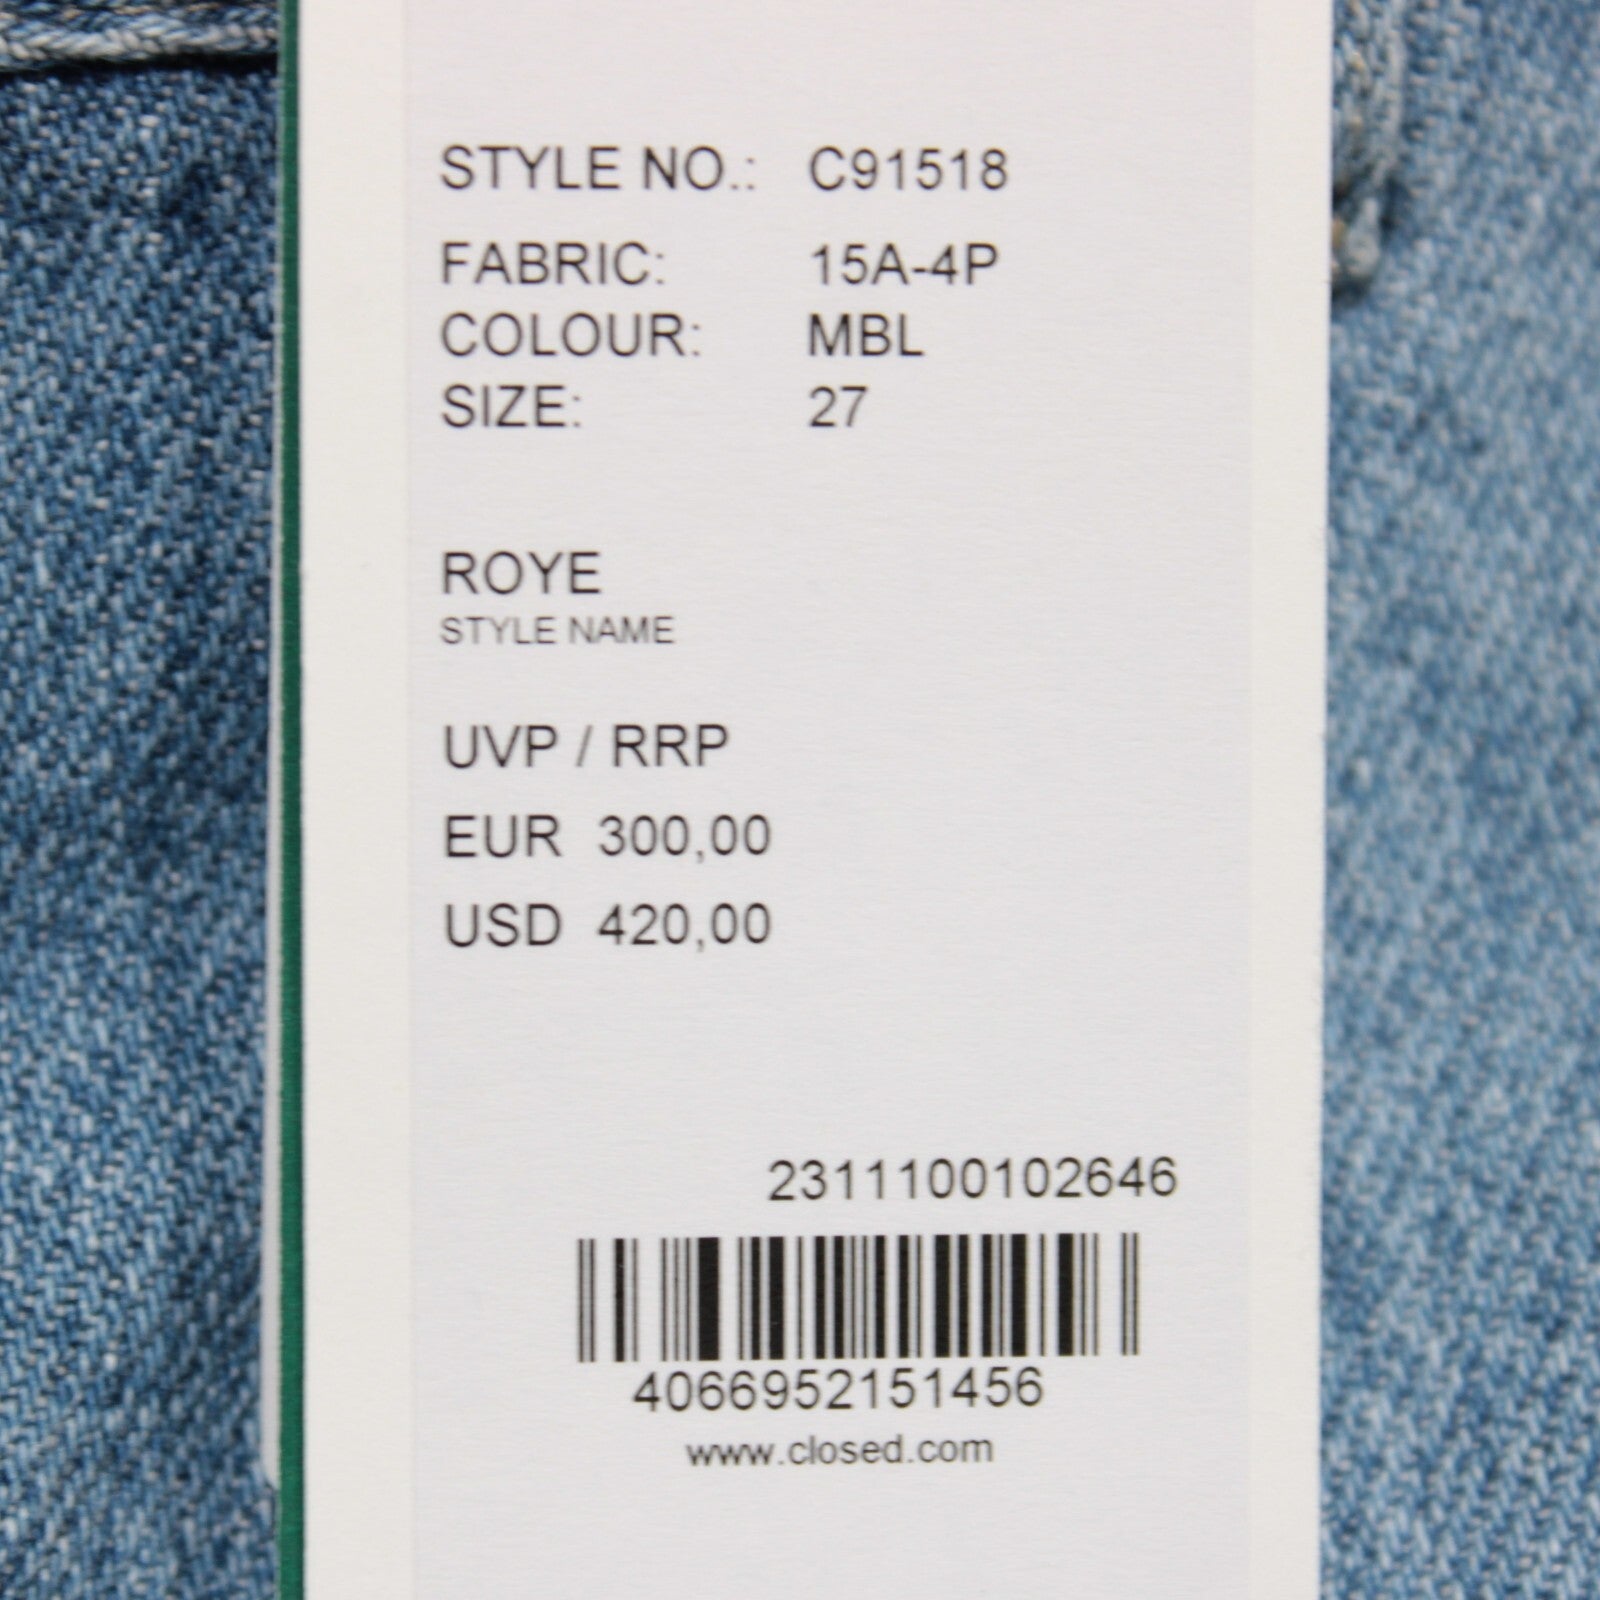 STYLE NO.: C91518
FABRIC: 15A-4P
COLOUR: MBL
SIZE: 27
ROYE
STYLE NAME
UVP / RRP
EUR 300,00
USD 420,00
2311100102646
4066952151456
www.closed.com